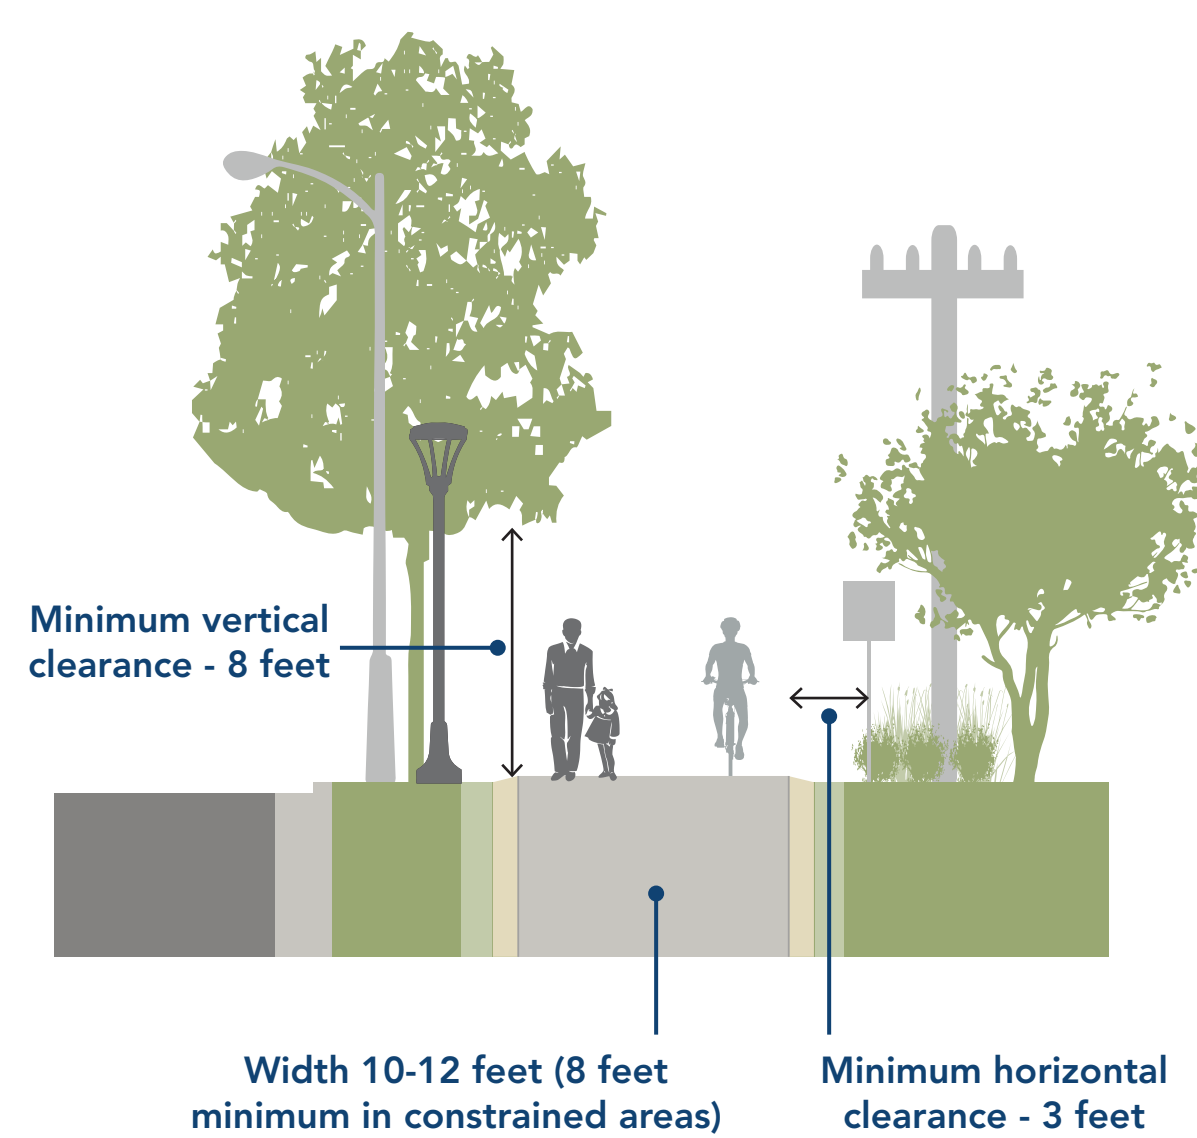 Minimum vertical
clearance - 8 feet
Width 10-12 feet (8 feet
minimum in constrained areas)
Minimum horizontal
clearance - 3 feet